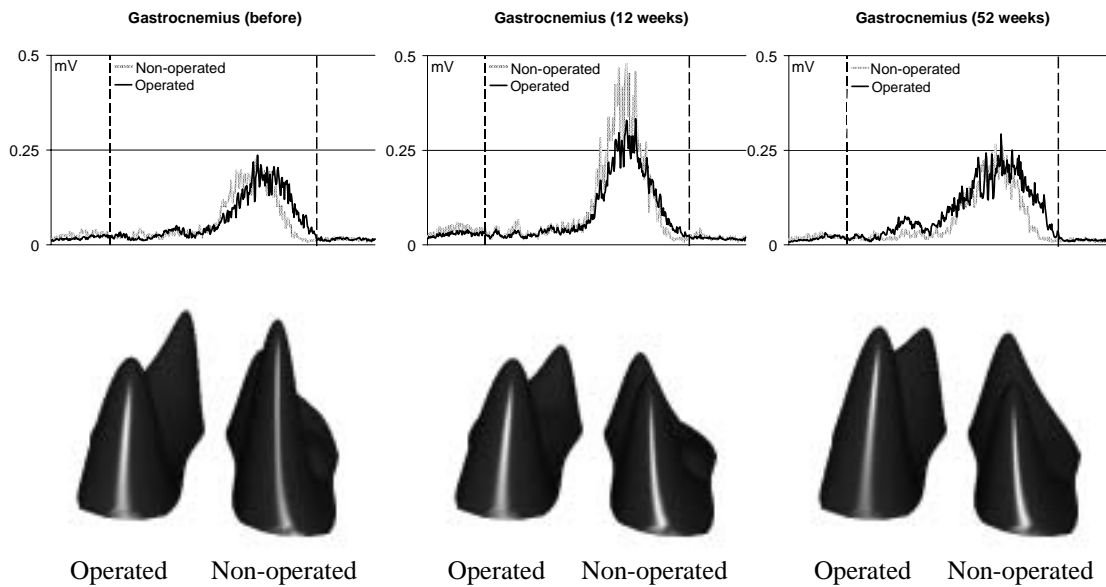 Gastrocnemius (before)
0.5
mV
Non-operated
Operated
0.25
0
Gastrocnemius (12 weeks)
0.5
mV
Non-operated
Operated
0.25
0
Gastrocnemius (52 weeks)
0.5
mV
Non-operated
Operated
0.25
0
Operated Non-operated
Operated Non-operated
Operated Non-operated